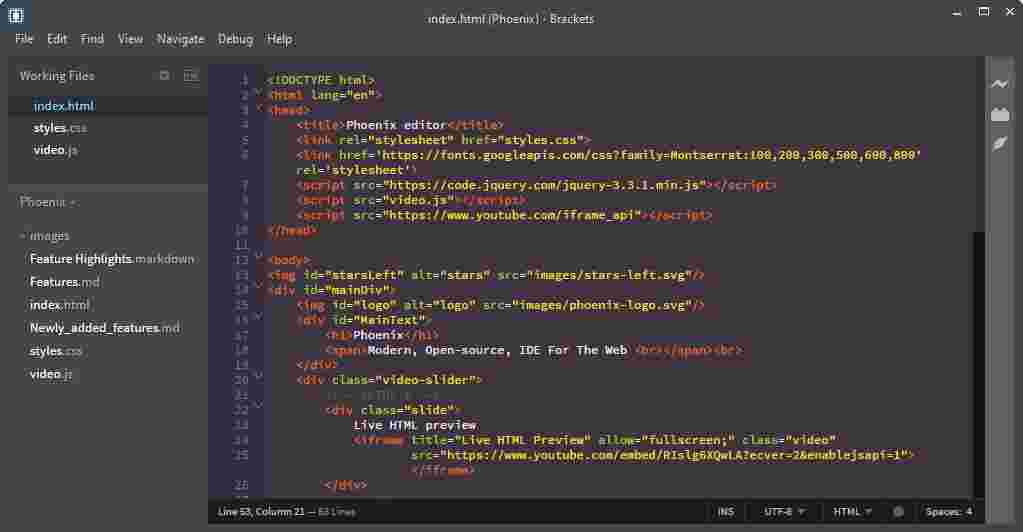 index.html (Phoenix) - Brackets
File Edit Find View Navigate Debug Help
Working Files
index.html
styles.css
video.js
Phoenix
images
Feature Highlights.markdown
Features.md
index.html
Newly_added_features.md
styles.css
video.js
1 <!DOCTYPE html>
2 <html lang="en">
3 <head>
4 <title>Phoenix editor</title>
5 <link rel="stylesheet" href="styles.css">
6 <link href='https://fonts.googleapis.com/css?family=Montserrat:100,200,300,500,600,800'
rel='stylesheet'>
7 <script src="https://code.jquery.com/jquery-3.3.1.min.js"></script>
8 <script src="video.js"></script>
9 <script src="https://www.youtube.com/iframe_api"></script>
10 </head>
11
12 <body>
13 <img id="starsLeft" alt="stars" src="images/stars-left.svg"/>
14 <div id="mainDiv">
15 <img id="logo" alt="logo" src="images/phoenix-logo.svg"/>
16 <div id="MainText">
17 <h1>Phoenix</h1>
18 <span>Modern, Open-source, IDE For The Web <br></span><br>
19 </div>
20 <div class="video-slider">
21
22 <div class="slide">
23 Live HTML preview
24 <iframe title="Live HTML Preview" allow="fullscreen;" class="video"
25 src="https://www.youtube.com/embed/RIslg6XQwLA?ecver=2&enablejsapi=1">
</iframe>
26 </div>
Line 53, Column 21 — 63 Lines INS UTF-8 HTML Spaces: 4